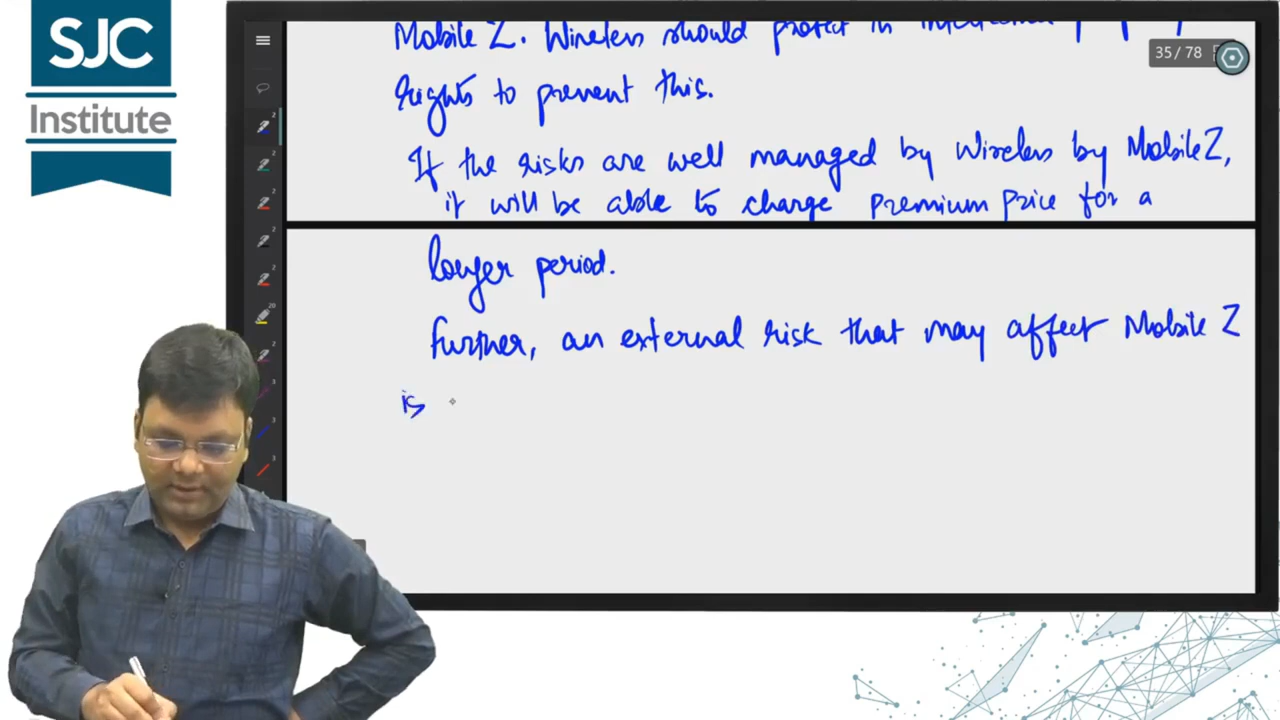 SJC
Institute
35 / 78
Mobile Z. Wireless should protect
rights to prevent this.
If the risks are well managed by Wireless by Mobile Z,
it will be able to charge premium price for a
longer period.
Further, an external risk that may affect Mobile Z
is